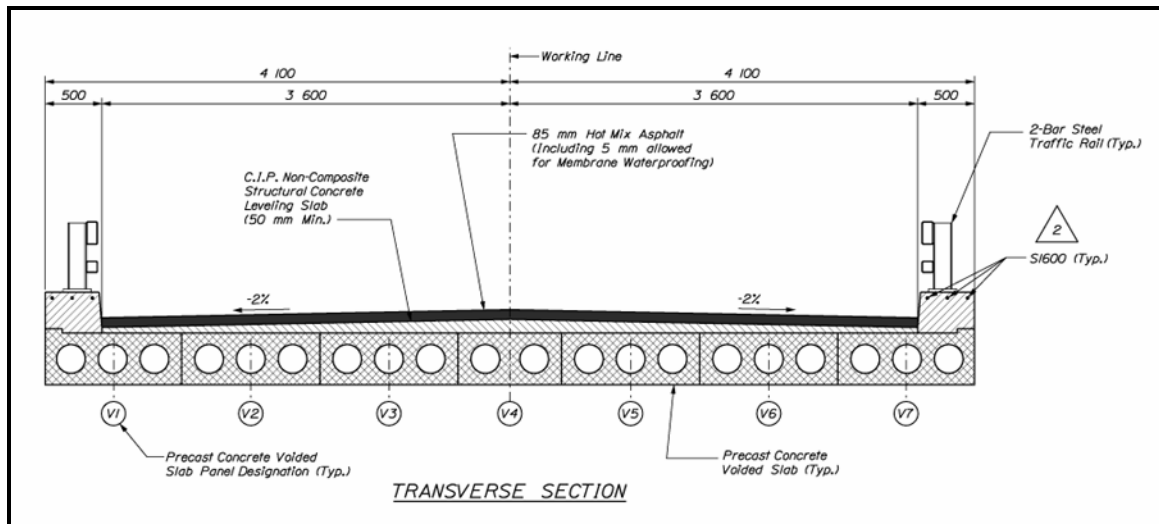 Working Line
4 100
4 100
500
3 600
3 600
500
85 mm Hot Mix Asphalt
(Including 5 mm allowed
for Membrane Waterproofing)
2-Bar Steel
Traffic Rail (Typ.)
C.I.P. Non-Composite
Structural Concrete
Leveling Slab
(50 mm Min.)
2
S1600 (Typ.)
-2%
-2%
V1
V2
V3
V4
V5
V6
V7
Precast Concrete Voided
Slab Panel Designation (Typ.)
Precast Concrete
Voided Slab (Typ.)
TRANSVERSE SECTION